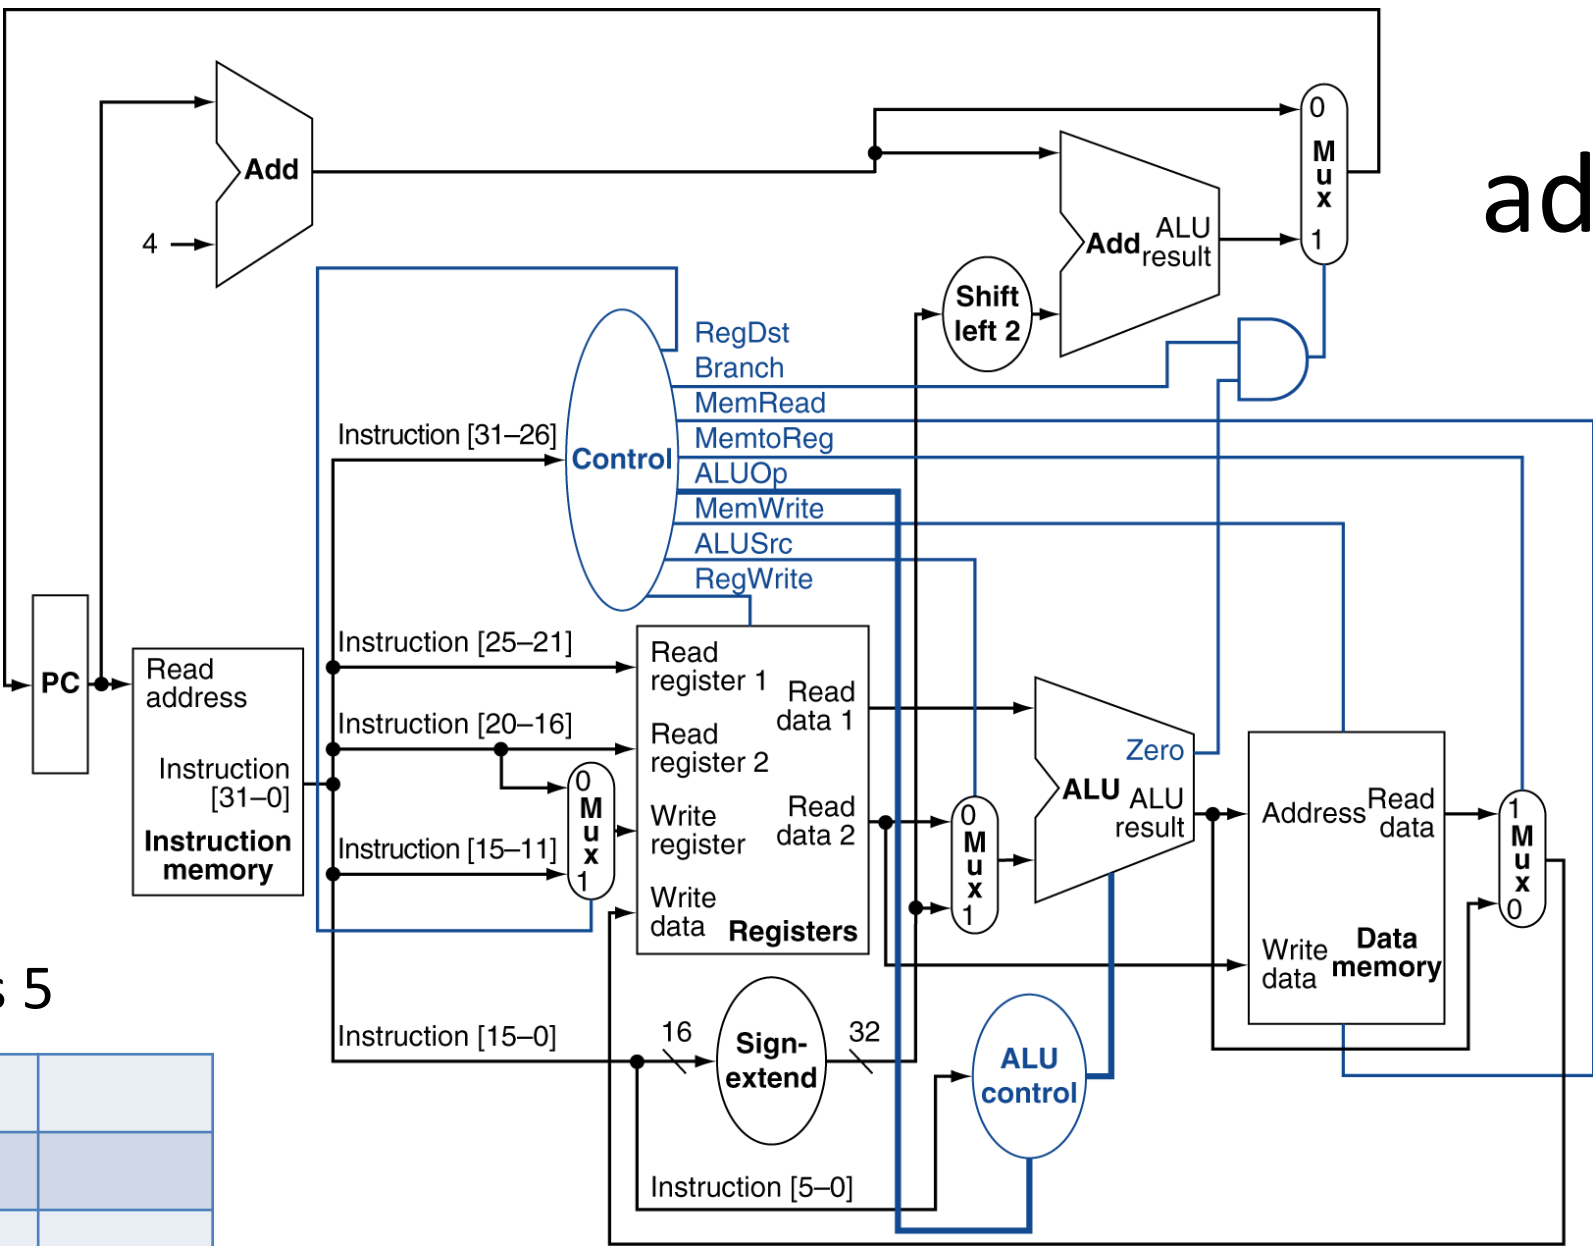 Add
4
0
M
u
x
1
ad
Add
ALU
result
Shift
left 2
RegDst
Branch
MemRead
MemtoReg
ALUOp
MemWrite
ALUSrc
RegWrite
Control
Instruction [31–26]
Instruction [25–21]
Instruction [20–16]
Instruction [15–11]
Instruction [15–0]
Instruction [5–0]
PC
Read
address
Instruction
[31–0]
Instruction
memory
0
M
u
x
1
Read
register 1
Read
register 2
Write
register
Write
data
Read
data 1
Read
data 2
Registers
0
M
u
x
1
Zero
ALU
ALU
result
Address
Read
data
Write
data
Data
memory
1
M
u
x
0
16
Sign-
extend
32
ALU
control
s 5